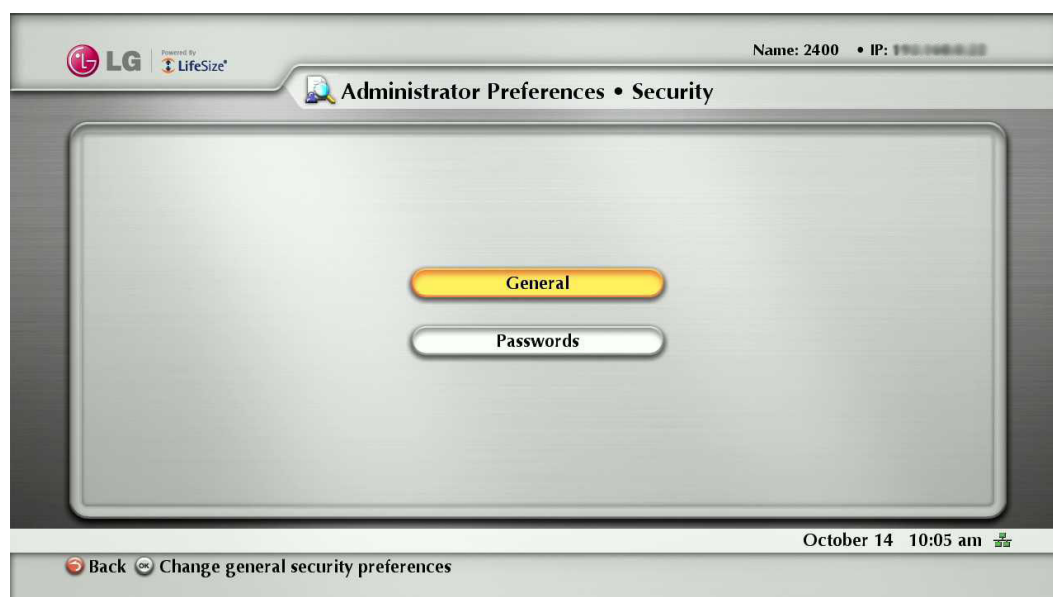 LG
Powered by
LifeSize®
Name: 2400 • IP:
Administrator Preferences • Security
General
Passwords
October 14 10:05 am
Back OK Change general security preferences